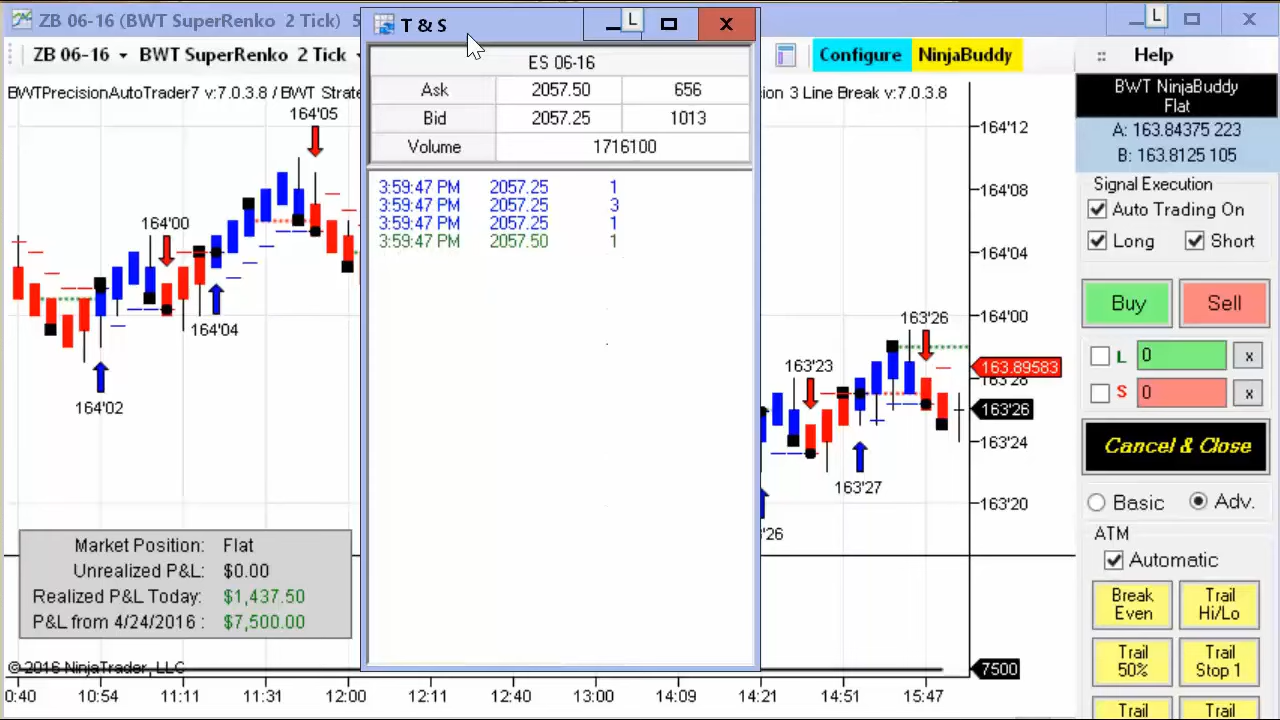 ZB 06-16 (BWT SuperRenko 2 Tick)
T & S
L
L
ZB 06-16
BWT SuperRenko 2 Tick
Configure
NinjaBuddy
Help
BWTPrecisionAutoTrader7 v:7.0.3.8 / BWT Strate
ion 3 Line Break v:7.0.3.8
ES 06-16
Ask 2057.50 656
Bid 2057.25 1013
Volume 1716100
3:59:47 PM 2057.25 1
3:59:47 PM 2057.25 3
3:59:47 PM 2057.25 1
3:59:47 PM 2057.50 1
164'05
164'00
164'04
164'02
163'26
163'23
163'27
'26
164'12
164'08
164'04
164'00
163.89583
163'28
163'26
163'24
163'20
7500
BWT NinjaBuddy
Flat
A: 163.84375 223
B: 163.8125 105
Signal Execution
Auto Trading On
Long Short
Buy Sell
L 0 x
S 0 x
Cancel & Close
Basic Adv.
ATM
Automatic
Break Even
Trail Hi/Lo
Trail 50%
Trail Stop 1
Trail
Trail
Market Position: Flat
Unrealized P&L: $0.00
Realized P&L Today: $1,437.50
P&L from 4/24/2016 : $7,500.00
© 2016 NinjaTrader, LLC
0:40 10:54 11:11 11:31 12:00 12:11 12:40 13:00 14:09 14:21 14:51 15:47